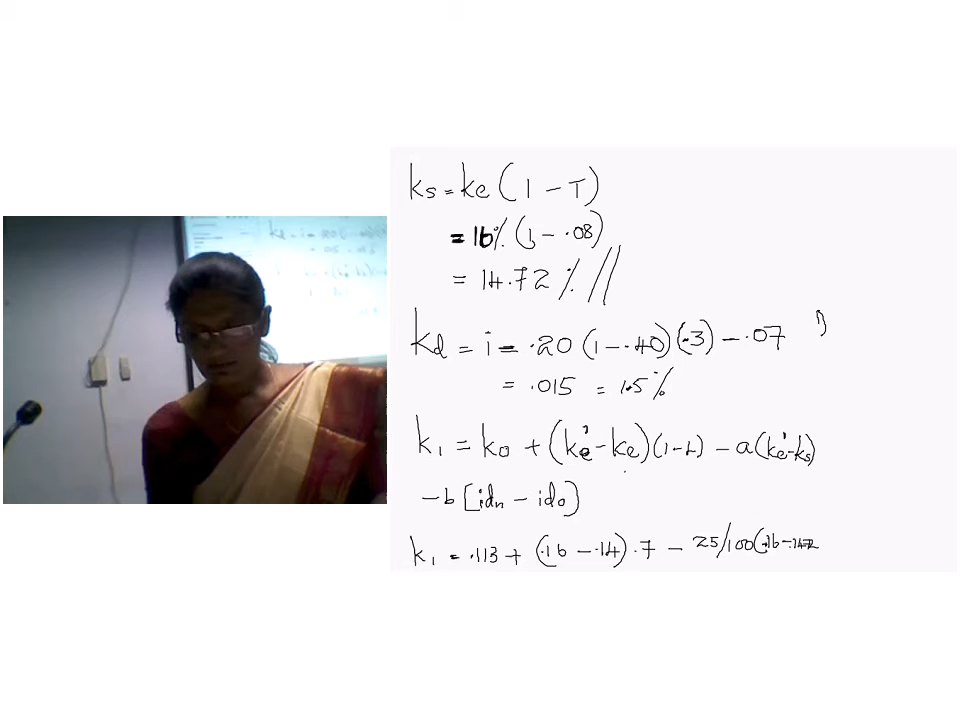 ks = ke (1 - T)
= 16% (1 - .08)
= 14.72 % //
Kd = i = .20 (1 - .40)(.3) - .07
= .015 = 1.5%
k1 = k0 + (ke' - ke)(1-L) - a(ke'-ks)
- b [idn - ido]
k1 = .113 + (.16 - .14) .7 - 25/100(.16 - .1472